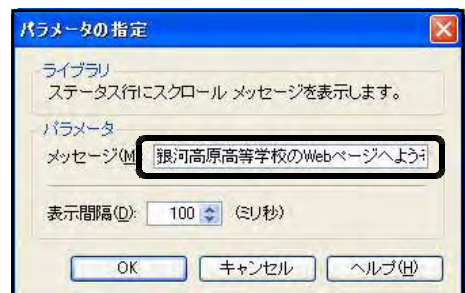 パラメータの指定
ライブラリ
ステータス行にスクロール メッセージを表示します。
パラメータ
メッセージ(M 銀河高原高等学校のWebページへよう
表示間隔(D): 100 (ミリ秒)
OK キャンセル ヘルプ(H)